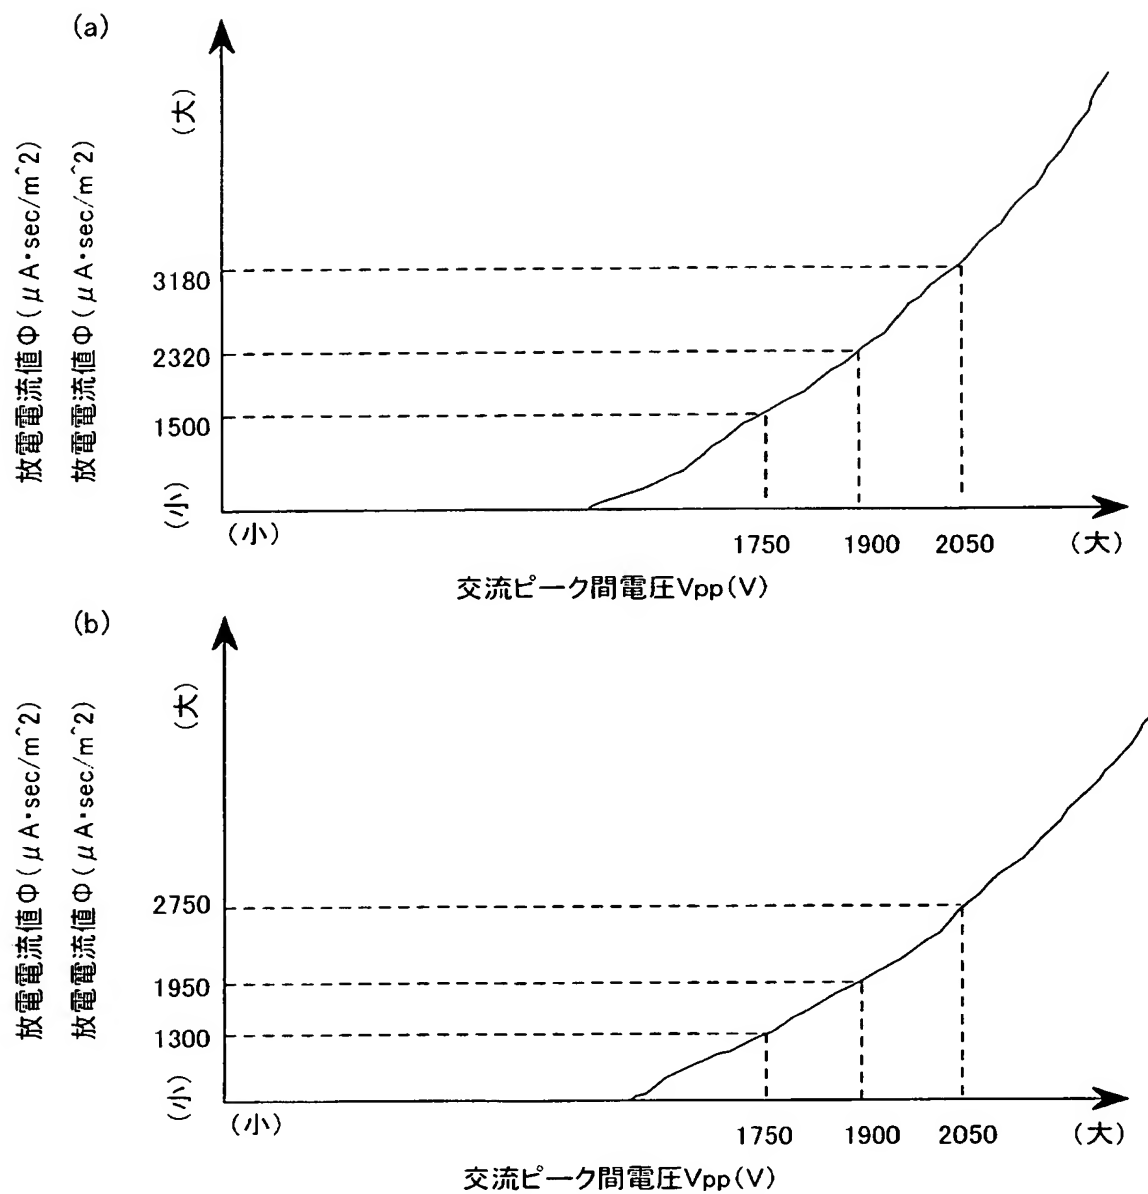 (a)
放電電流値Φ(μA・sec/m^2)
放電電流値Φ(μA・sec/m^2)
(大)
3180
2320
1500
(小)
(小)
1750
1900
2050
(大)
交流ピーク間電圧Vpp(V)
(b)
放電電流値Φ(μA・sec/m^2)
放電電流値Φ(μA・sec/m^2)
(大)
2750
1950
1300
(小)
(小)
1750
1900
2050
(大)
交流ピーク間電圧Vpp(V)